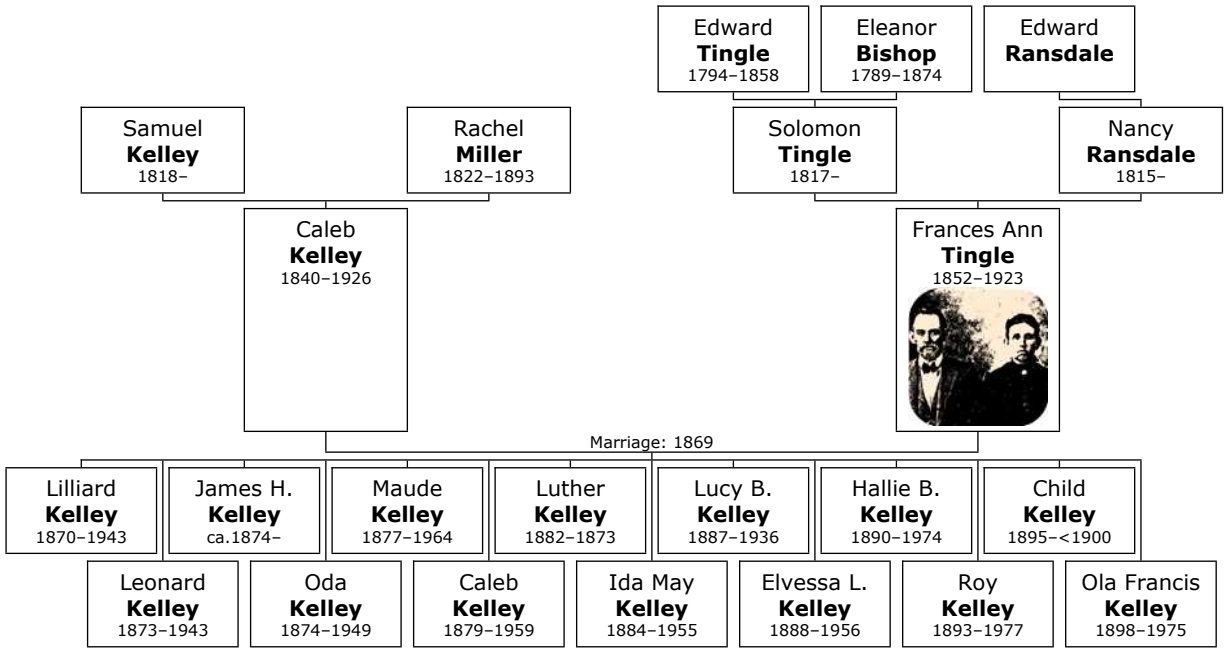 Edward
Tingle
1794–1858
Eleanor
Bishop
1789–1874
Edward
Ransdale
Samuel
Kelley
1818–
Rachel
Miller
1822–1893
Solomon
Tingle
1817–
Nancy
Ransdale
1815–
Caleb
Kelley
1840–1926
Frances Ann
Tingle
1852–1923
Marriage: 1869
Lilliard
Kelley
1870–1943
James H.
Kelley
ca.1874–
Maude
Kelley
1877–1964
Luther
Kelley
1882–1873
Lucy B.
Kelley
1887–1936
Hallie B.
Kelley
1890–1974
Child
Kelley
1895–<1900
Leonard
Kelley
1873–1943
Oda
Kelley
1874–1949
Caleb
Kelley
1879–1959
Ida May
Kelley
1884–1955
Elvessa L.
Kelley
1888–1956
Roy
Kelley
1893–1977
Ola Francis
Kelley
1898–1975